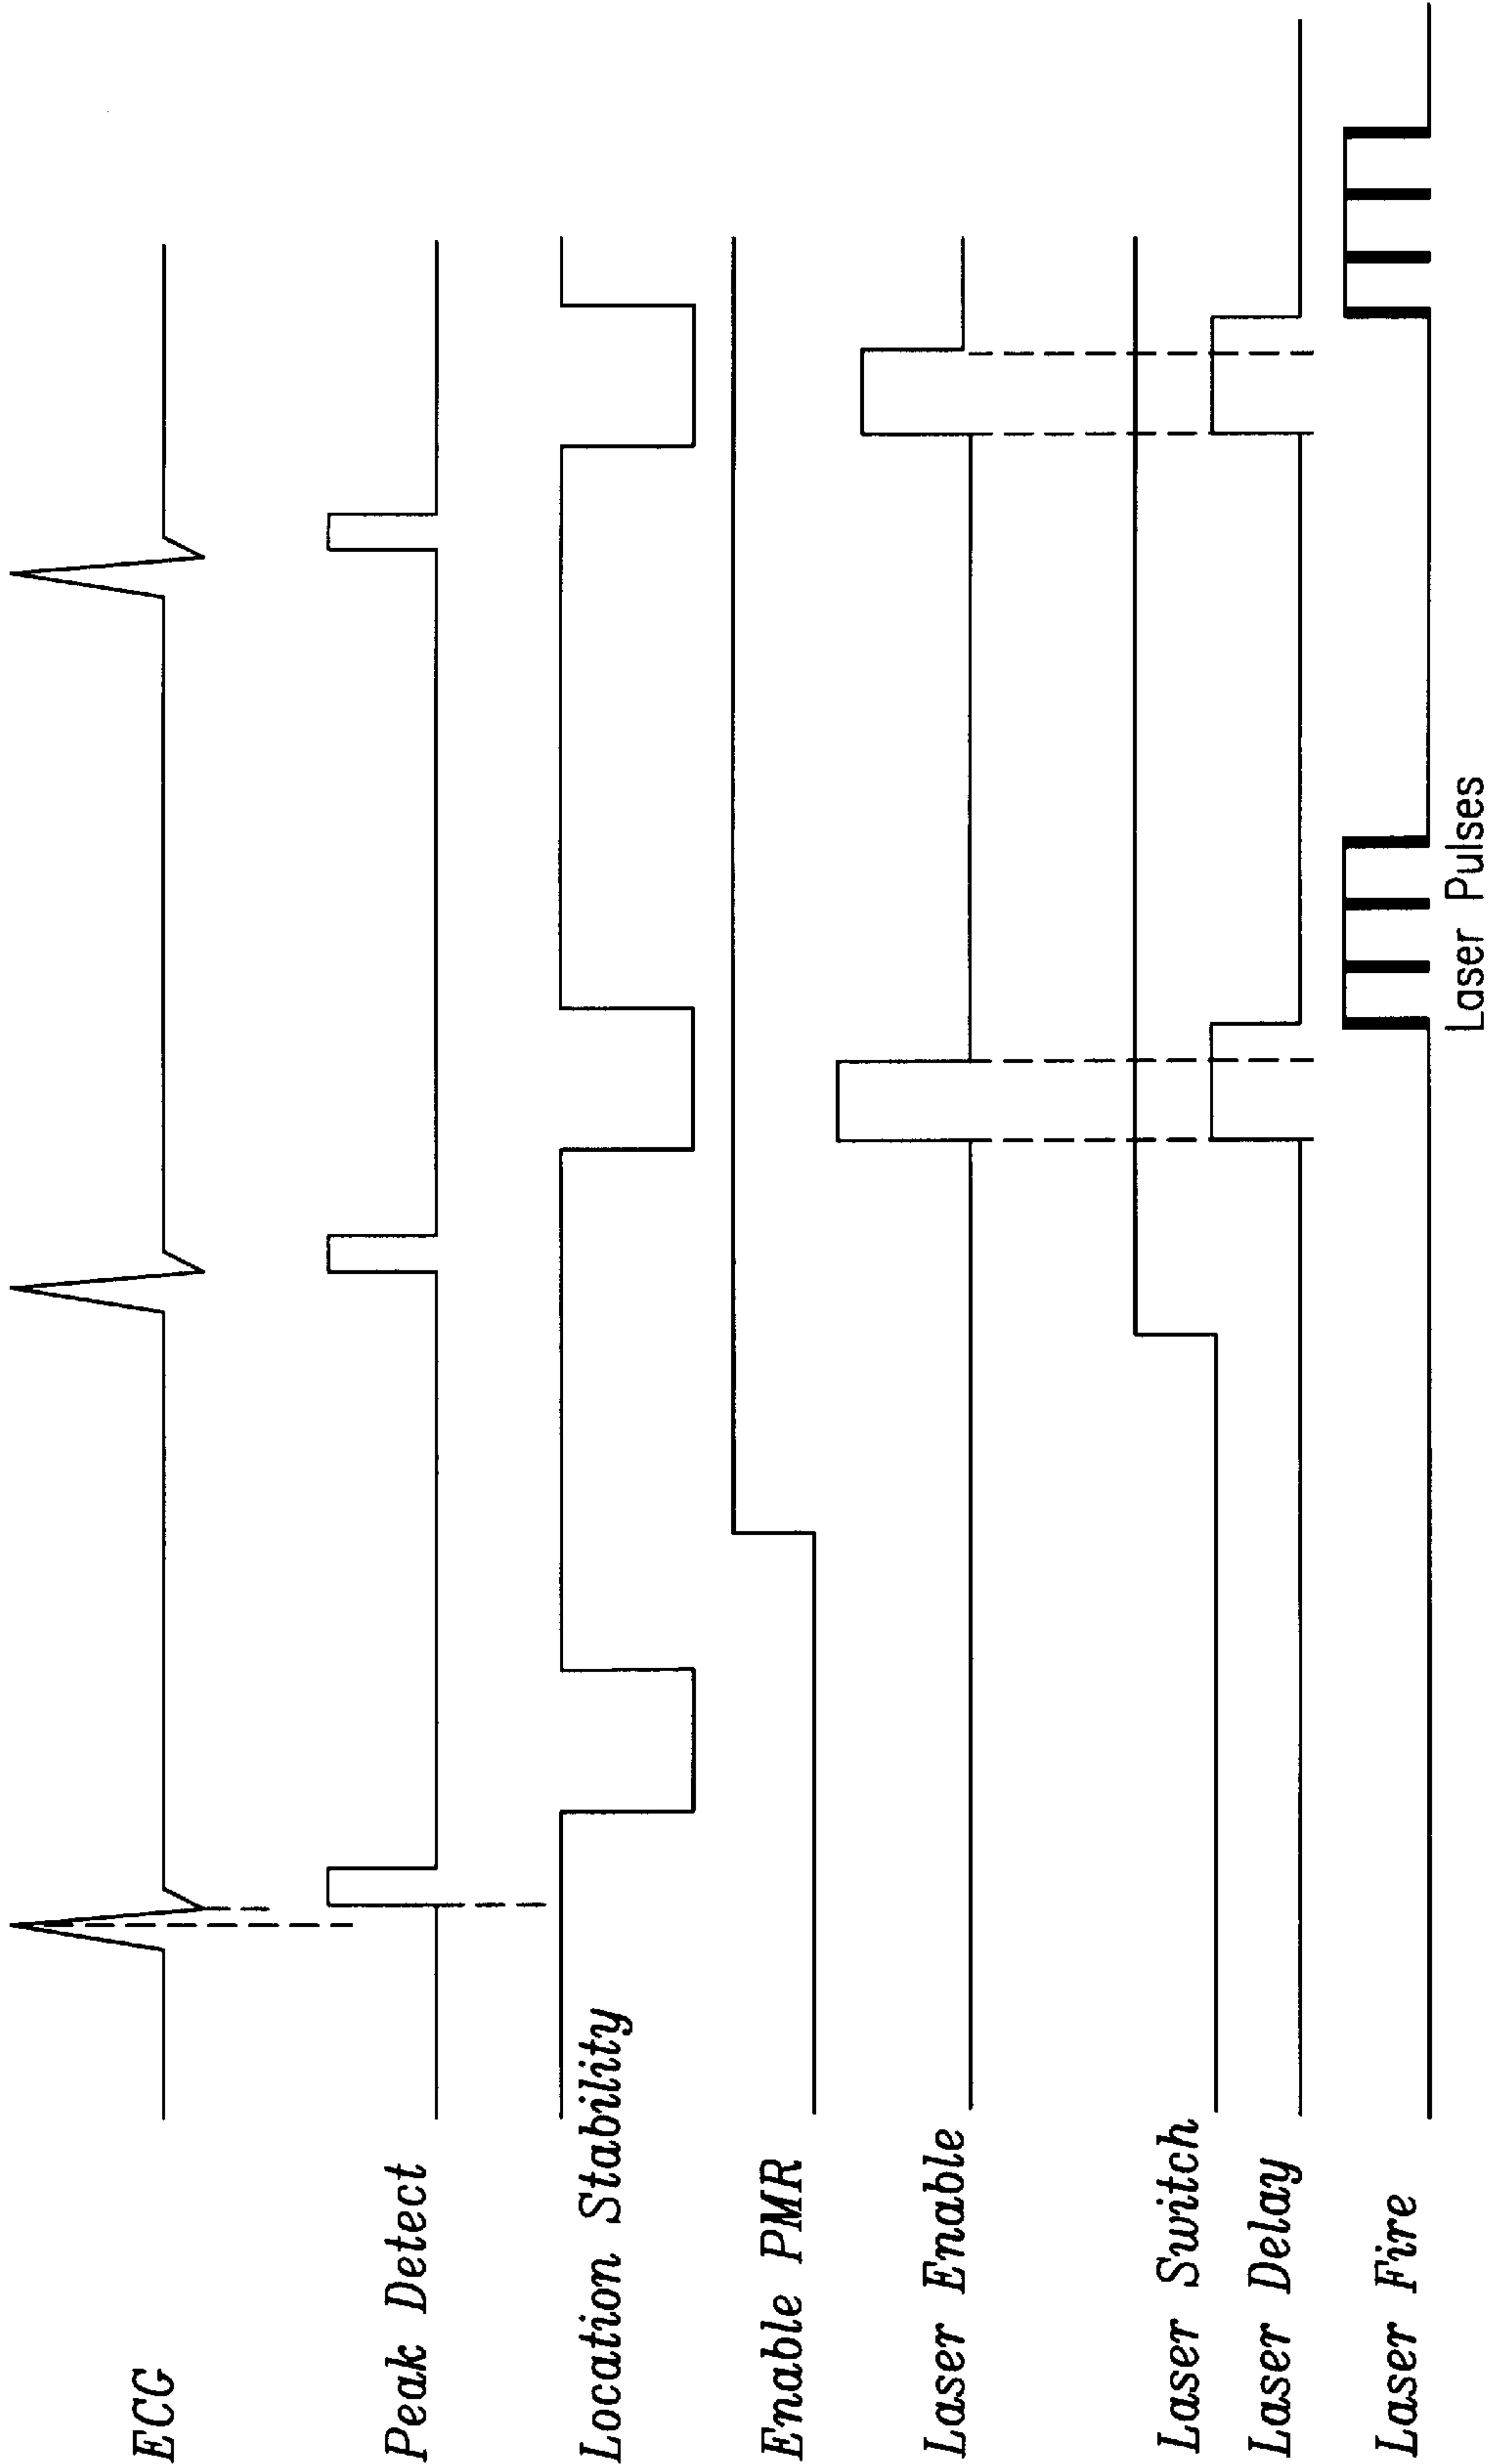 ECG
Peak Detect
Location Stability
Enable PMR
Laser Enable
Laser Switch
Laser Delay
Laser Fire
Laser Pulses